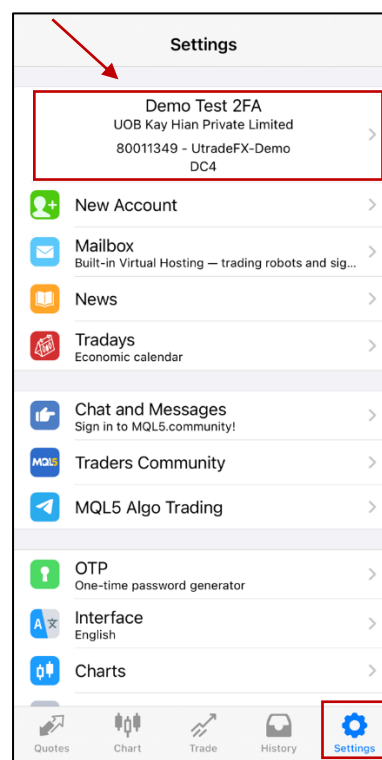 Settings
Demo Test 2FA
UOB Kay Hian Private Limited
80011349 - UtradeFX-Demo
DC4
New Account
Mailbox
Built-in Virtual Hosting — trading robots and sig...
News
Tradays
Economic calendar
Chat and Messages
Sign in to MQL5.community!
MQL5
Traders Community
MQL5 Algo Trading
OTP
One-time password generator
A 文
Interface
English
Charts
Quotes
Chart
Trade
History
Settings